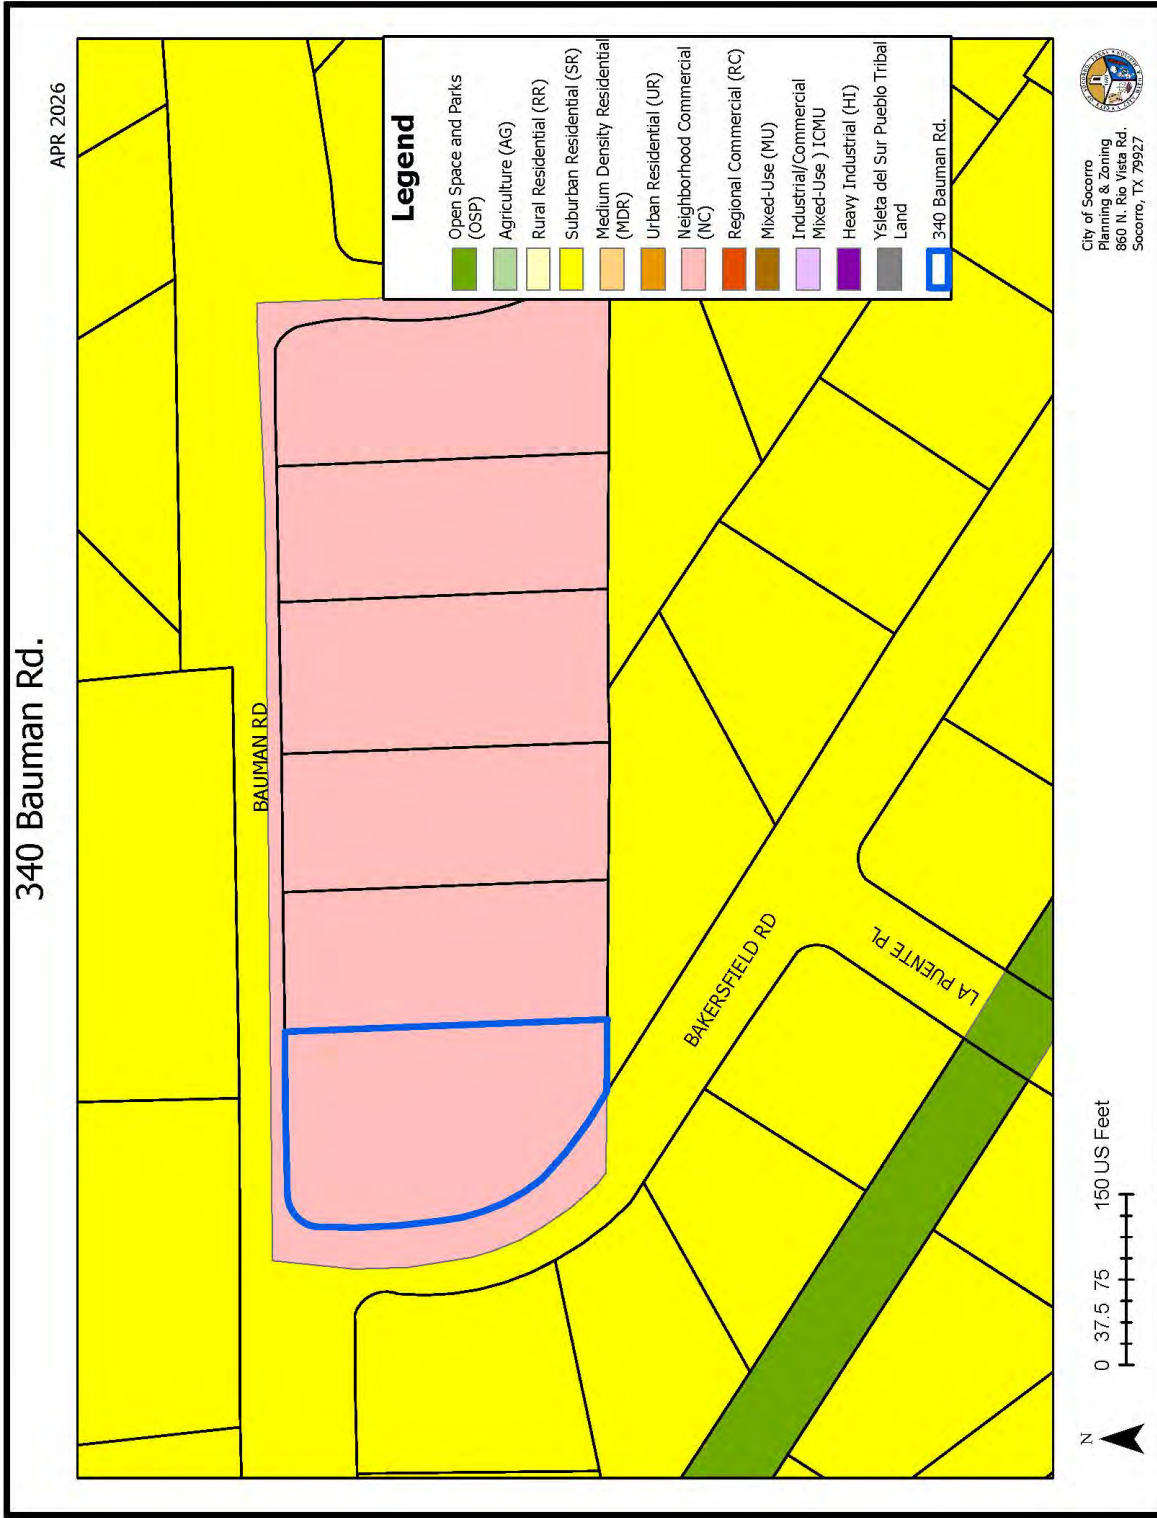 340 Bauman Rd.
APR 2026
BAUMAN RD
BAKERSFIELD RD
LA PUENTE PL
Legend
Open Space and Parks
(OSP)
Agriculture (AG)
Rural Residential (RR)
Suburban Residential (SR)
Medium Density Residential
(MDR)
Urban Residential (UR)
Neighborhood Commercial
(NC)
Regional Commercial (RC)
Mixed-Use (MU)
Industrial/Commercial
Mixed-Use ) ICMU
Heavy Industrial (HI)
Ysleta del Sur Pueblo Tribal
Land
340 Bauman Rd.
N
0 37.5 75 150 US Feet
City of Socorro
Planning & Zoning
860 N. Rio Vista Rd.
Socorro, TX 79927